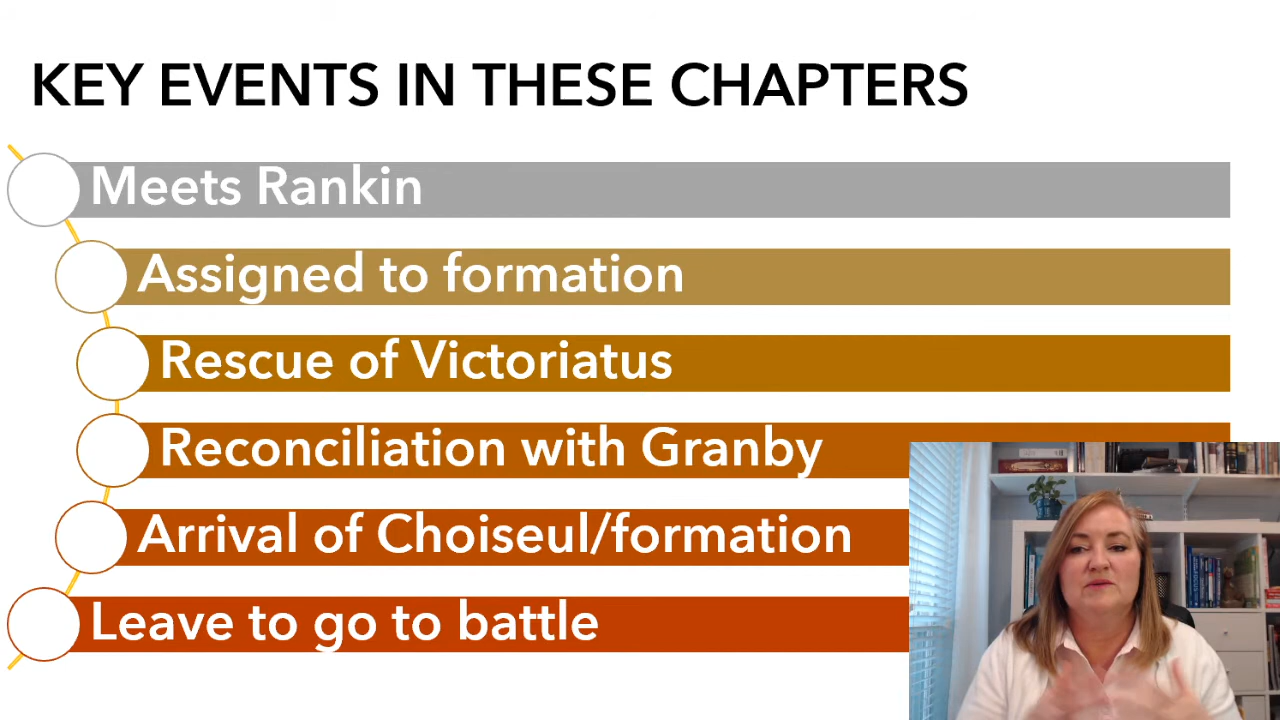 KEY EVENTS IN THESE CHAPTERS
Meets Rankin
Assigned to formation
Rescue of Victoriatus
Reconciliation with Granby
Arrival of Choiseul/formation
Leave to go to battle